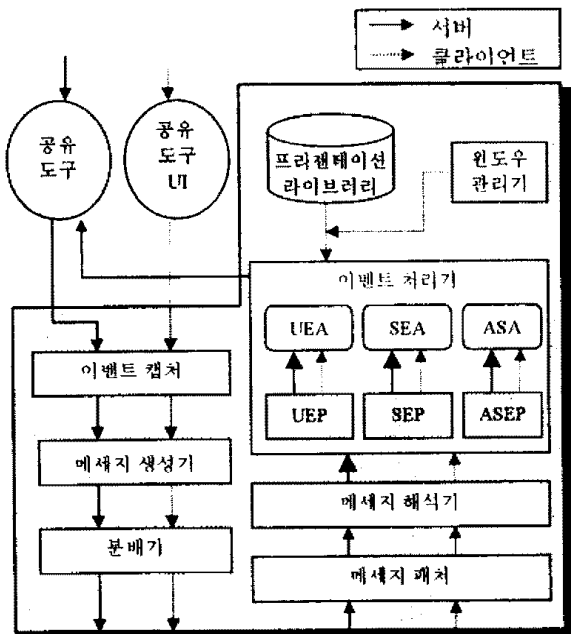 서버
클라이언트
공유
도구
공유
도구
UI
프리젠테이션
라이브러리
윈도우
관리기
이벤트 처리기
UEA
SEA
ASA
UEP
SEP
ASEP
이벤트 캡처
메세지 생성기
분배기
메세지 해석기
메세지 패처